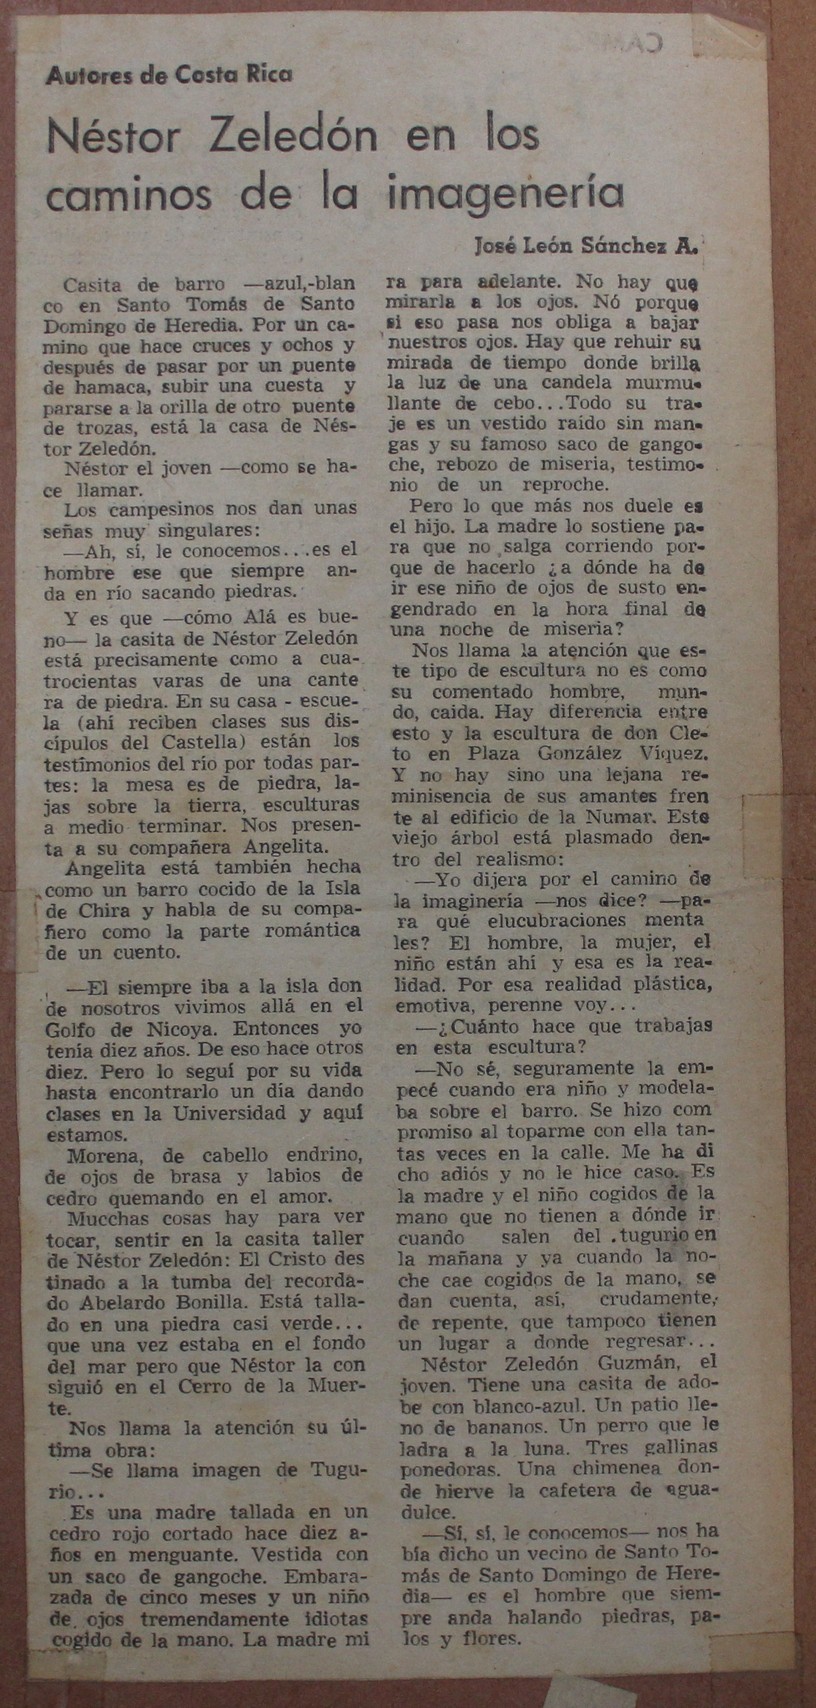 Autores de Costa Rica
Néstor Zeledón en los
caminos de la imagenería
José León Sánchez A.
Casita de barro —azul,-blan
co en Santo Tomás de Santo
Domingo de Heredia. Por un ca-
mino que hace cruces y ochos y
después de pasar por un puente
de hamaca, subir una cuesta y
pararse a la orilla de otro puente
de trozas, está la casa de Nés-
tor Zeledón.
Néstor el joven —como se ha-
ce llamar.
Los campesinos nos dan unas
señas muy singulares:
—Ah, sí, le conocemos...es el
hombre ese que siempre an-
da en río sacando piedras.
Y es que —cómo Alá es bue-
no— la casita de Néstor Zeledón
está precisamente como a cua-
trocientas varas de una cante
ra de piedra. En su casa - escue-
la (ahí reciben clases sus dis-
cípulos del Castella) están los
testimonios del río por todas par-
tes: la mesa es de piedra, la-
jas sobre la tierra, esculturas
a medio terminar. Nos presen-
ta a su compañera Angelita.
Angelita está también hecha
como un barro cocido de la Isla
de Chira y habla de su compa-
ñero como la parte romántica
de un cuento.
—El siempre iba a la isla don
de nosotros vivimos allá en el
Golfo de Nicoya. Entonces yo
tenía diez años. De eso hace otros
diez. Pero lo seguí por su vida
hasta encontrarlo un día dando
clases en la Universidad y aquí
estamos.
Morena, de cabello endrino,
de ojos de brasa y labios de
cedro quemando en el amor.
Mucchas cosas hay para ver
tocar, sentir en la casita taller
de Néstor Zeledón: El Cristo des
tinado a la tumba del recorda-
do Abelardo Bonilla. Está talla-
do en una piedra casi verde...
que una vez estaba en el fondo
del mar pero que Néstor la con
siguió en el Cerro de la Muer-
te.
Nos llama la atención su úl-
tima obra:
—Se llama imagen de Tugu-
rio...
Es una madre tallada en un
cedro rojo cortado hace diez a-
ños en menguante. Vestida con
un saco de gangoche. Embara-
zada de cinco meses y un niño
de ojos tremendamente idiotas
cogido de la mano. La madre mi
ra para adelante. No hay que
mirarla a los ojos. Nó porque
si eso pasa nos obliga a bajar
nuestros ojos. Hay que rehuir su
mirada de tiempo donde brilla
la luz de una candela murmu-
llante de cebo...Todo su tra-
je es un vestido raído sin man-
gas y su famoso saco de gango-
che, rebozo de miseria, testimo-
nio de un reproche.
Pero lo que más nos duele es
el hijo. La madre lo sostiene pa-
ra que no salga corriendo por-
que de hacerlo ¿a dónde ha de
ir ese niño de ojos de susto en-
gendrado en la hora final de
una noche de miseria?
Nos llama la atención que es-
te tipo de escultura no es como
su comentado hombre, mun-
do, caida. Hay diferencia entre
esto y la escultura de don Cle-
to en Plaza González Víquez.
Y no hay sino una lejana re-
minisencia de sus amantes fren
te al edificio de la Numar. Este
viejo árbol está plasmado den-
tro del realismo:
—Yo dijera por el camino de
la imaginería —nos dice? —pa-
ra qué elucubraciones menta
les? El hombre, la mujer, el
niño están ahí y esa es la rea-
lidad. Por esa realidad plástica,
emotiva, perenne voy...
—¿Cuánto hace que trabajas
en esta escultura?
—No sé, seguramente la em-
pecé cuando era niño y modela-
ba sobre el barro. Se hizo com
promiso al toparme con ella tan-
tas veces en la calle. Me ha di
cho adiós y no le hice caso. Es
la madre y el niño cogidos de la
mano que no tienen a dónde ir
cuando salen del .tugurio en
la mañana y ya cuando la no-
che cae cogidos de la mano, se
dan cuenta, así, crudamente,
de repente, que tampoco tienen
un lugar a donde regresar...
Néstor Zeledón Guzmán, el
joven. Tiene una casita de ado-
be con blanco-azul. Un patio lle-
no de bananos. Un perro que le
ladra a la luna. Tres gallinas
ponedoras. Una chimenea don-
de hierve la cafetera de agua-
dulce.
—Sí, sí, le conocemos— nos ha
bía dicho un vecino de Santo To-
más de Santo Domingo de Here-
dia— es el hombre que siem-
pre anda halando piedras, pa-
los y flores.